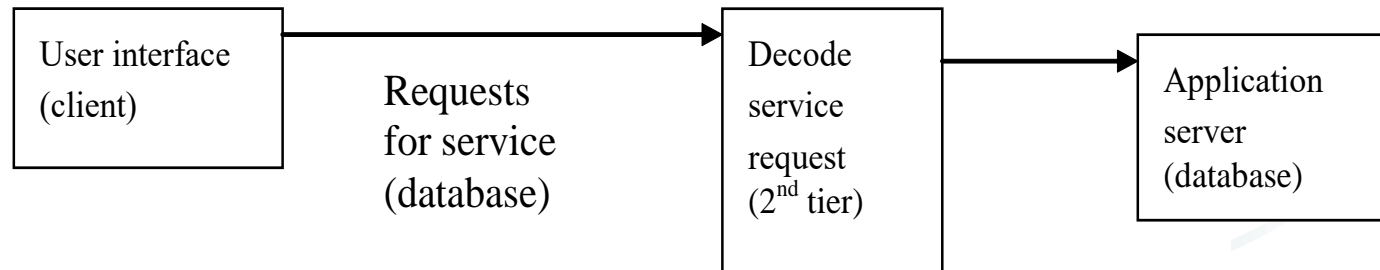 User interface
(client)
Requests
for service
(database)
Decode
service
request
(2nd tier)
Application
server
(database)